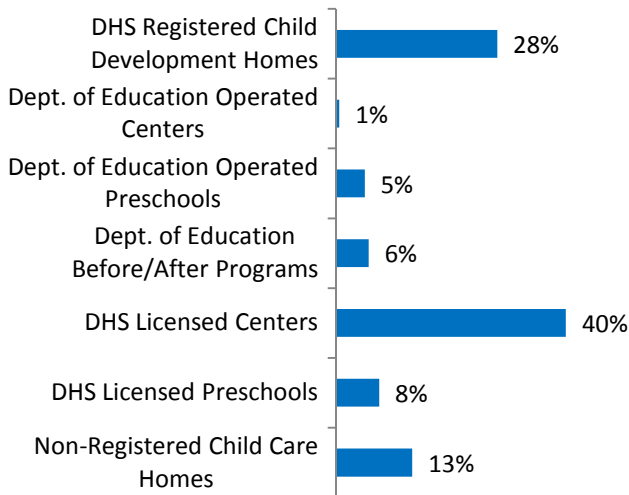 DHS Registered Child
Development Homes
28%
Dept. of Education Operated
Centers
1%
Dept. of Education Operated
Preschools
5%
Dept. of Education
Before/After Programs
6%
DHS Licensed Centers
40%
DHS Licensed Preschools
8%
Non-Registered Child Care
Homes
13%